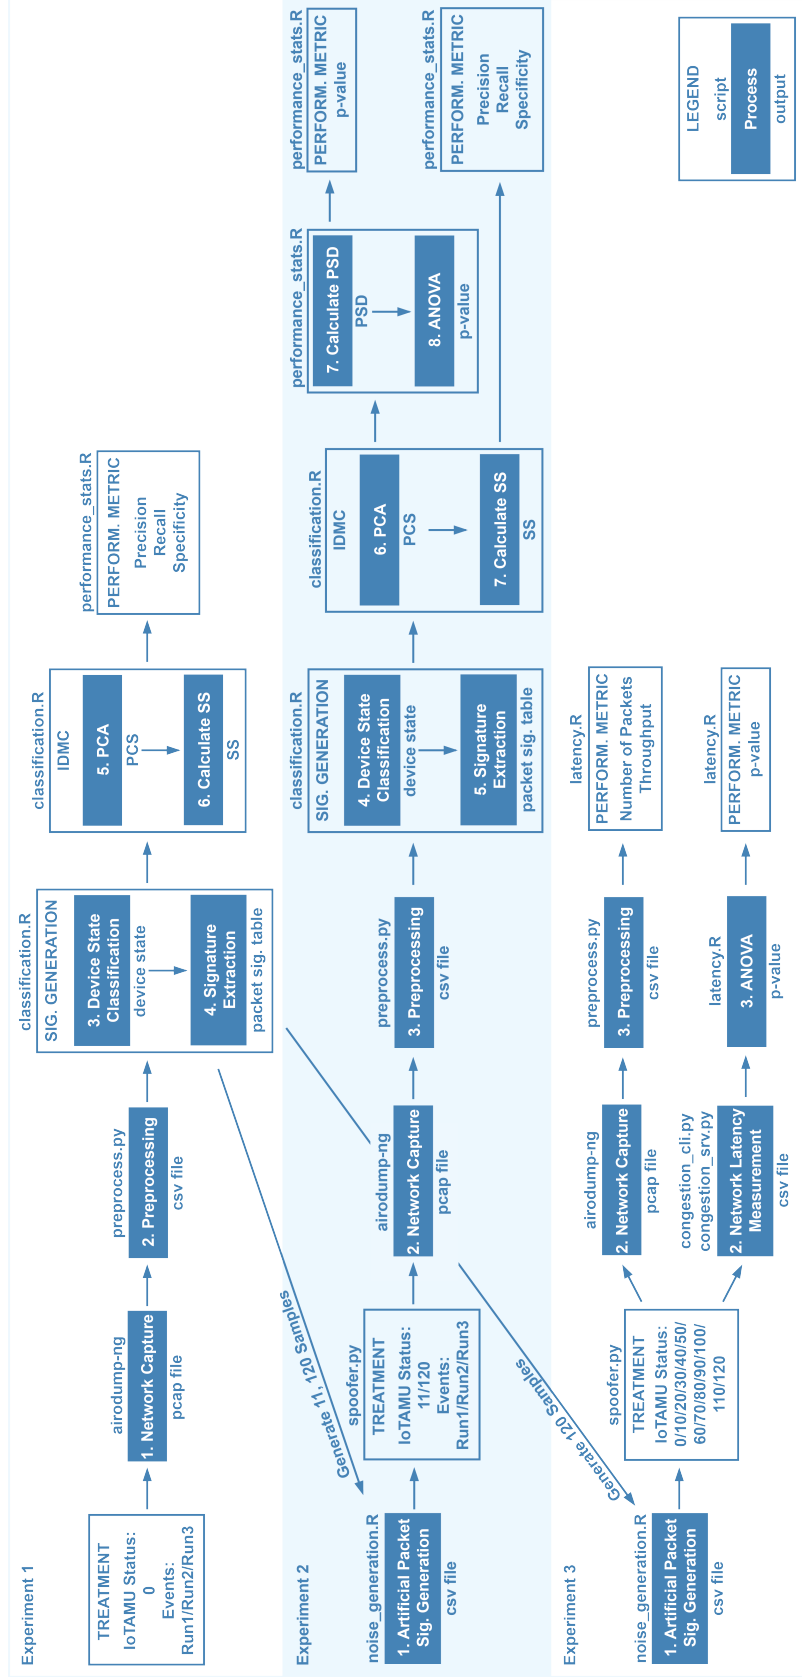 Experiment 1
TREATMENT
IoTAMU Status:
0
Events:
Run1/Run2/Run3
airodump-ng
1. Network Capture
pcap file
preprocess.py
2. Preprocessing
csv file
classification.R
SIG. GENERATION
3. Device State
Classification
device state
4. Signature
Extraction
packet sig. table
classification.R
IDMC
5. PCA
PCS
6. Calculate SS
SS
performance_stats.R
PERFORM. METRIC
Precision
Recall
Specificity
Generate 11, 120 Samples
Generate 120 Samples
Experiment 2
noise_generation.R
1. Artificial Packet
Sig. Generation
csv file
spoofer.py
TREATMENT
IoTAMU Status:
11/120
Events:
Run1/Run2/Run3
airodump-ng
2. Network Capture
pcap file
preprocess.py
3. Preprocessing
csv file
classification.R
SIG. GENERATION
4. Device State
Classification
device state
5. Signature
Extraction
packet sig. table
classification.R
IDMC
6. PCA
PCS
7. Calculate SS
SS
performance_stats.R
7. Calculate PSD
PSD
8. ANOVA
p-value
performance_stats.R
PERFORM. METRIC
p-value
performance_stats.R
PERFORM. METRIC
Precision
Recall
Specificity
Experiment 3
noise_generation.R
1. Artificial Packet
Sig. Generation
csv file
spoofer.py
TREATMENT
IoTAMU Status:
0/10/20/30/40/50/
60/70/80/90/100/
110/120
airodump-ng
2. Network Capture
pcap file
preprocess.py
3. Preprocessing
csv file
latency.R
PERFORM. METRIC
Number of Packets
Throughput
congestion_cli.py
congestion_srv.py
2. Network Latency
Measurement
csv file
latency.R
3. ANOVA
p-value
latency.R
PERFORM. METRIC
p-value
LEGEND
script
Process
output